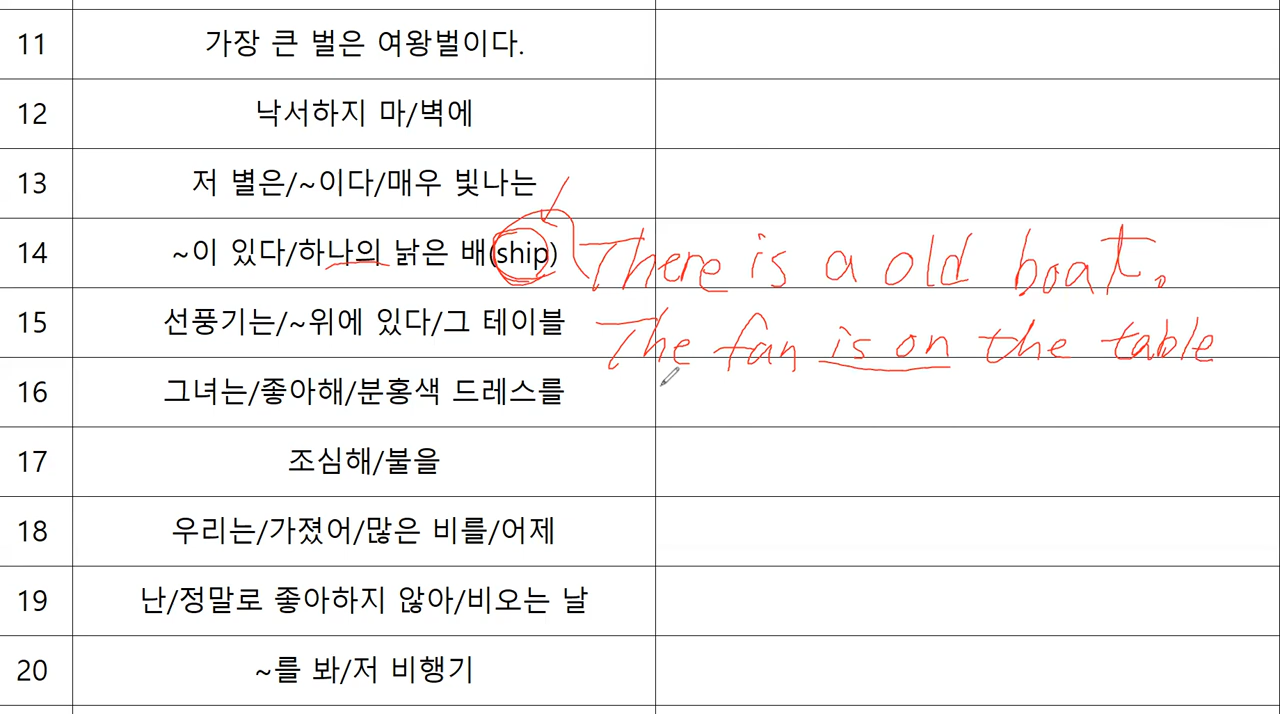 11 가장 큰 벌은 여왕벌이다.
12 낙서하지 마/벽에
13 저 별은/~이다/매우 빛나는
14 ~이 있다/하나의 낡은 배(ship) There is a old boat.
15 선풍기는/~위에 있다/그 테이블 The fan is on the table
16 그녀는/좋아해/분홍색 드레스를
17 조심해/불을
18 우리는/가졌어/많은 비를/어제
19 난/정말로 좋아하지 않아/비오는 날
20 ~를 봐/저 비행기